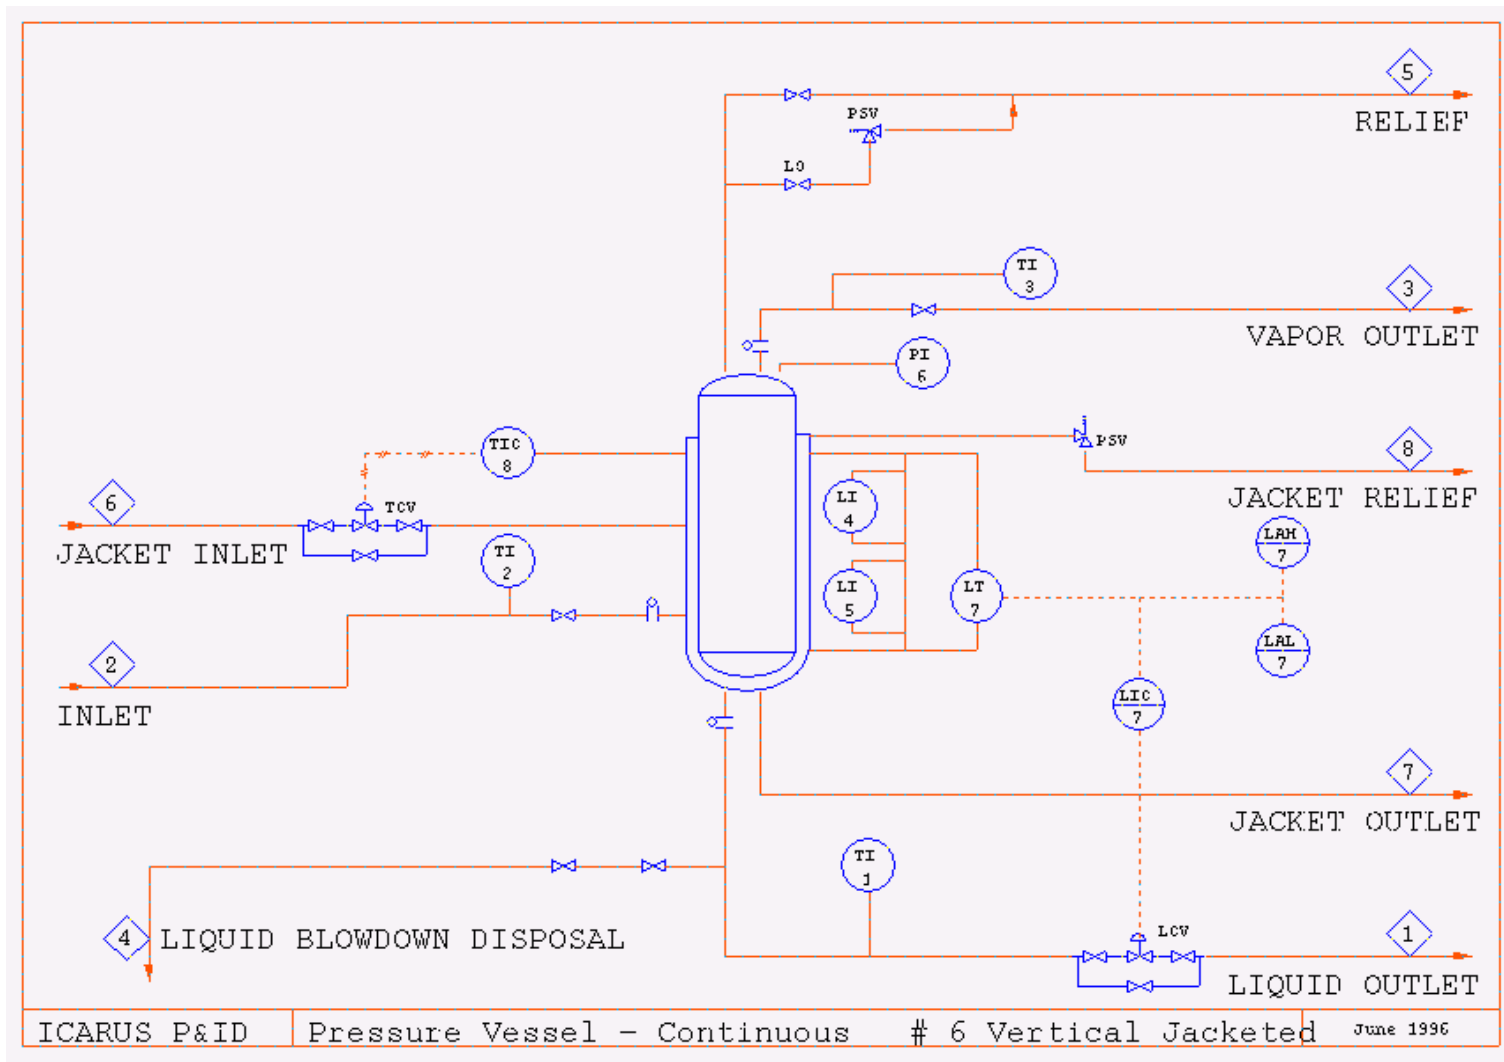 5
RELIEF
PSV
LO
TI
3
3
VAPOR OUTLET
PI
6
TIC
8
PSV
8
JACKET RELIEF
6
TCV
JACKET INLET
LI
4
LAH
7
TI
2
LI
5
LT
7
LAL
7
2
INLET
LIC
7
7
JACKET OUTLET
TI
1
4
LIQUID BLOWDOWN DISPOSAL
LCV
1
LIQUID OUTLET
ICARUS P&ID
Pressure Vessel – Continuous # 6 Vertical Jacketed
June 1996